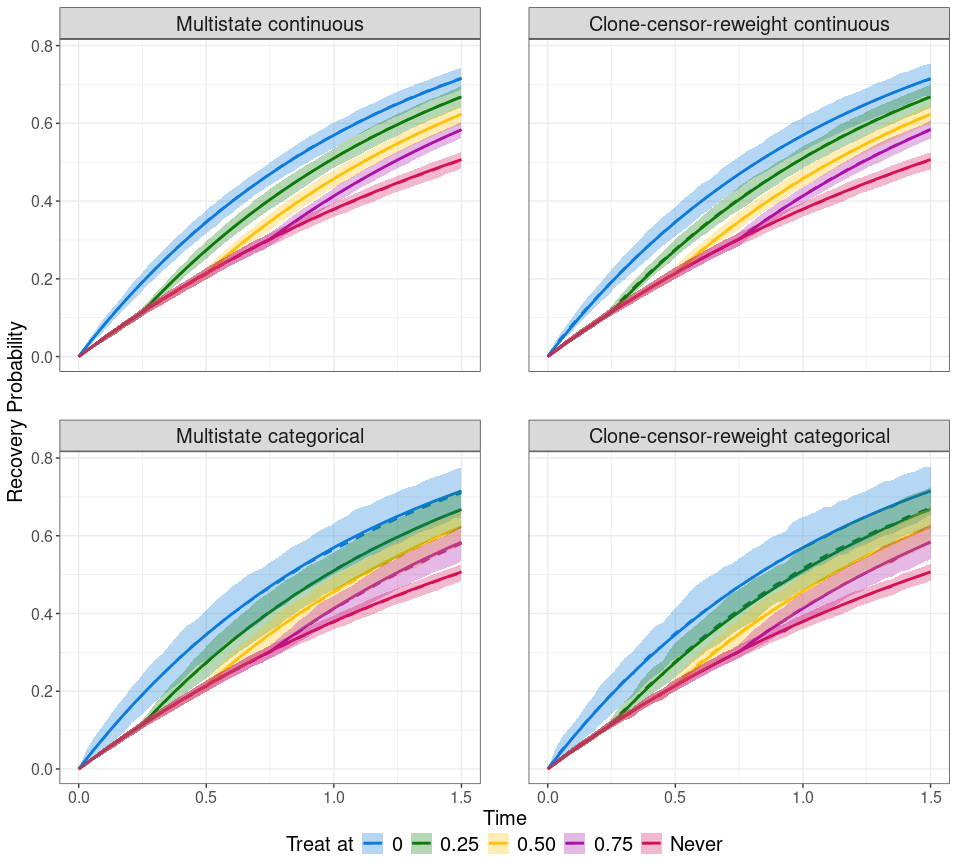 Multistate continuous
Clone-censor-reweight continuous
0.8
0.6
0.4
0.2
0.0
Recovery Probability
Multistate categorical
Clone-censor-reweight categorical
0.8
0.6
0.4
0.2
0.0
0.0 0.5 1.0 1.5
0.0 0.5 1.0 1.5
Time
Treat at 0 0.25 0.50 0.75 Never